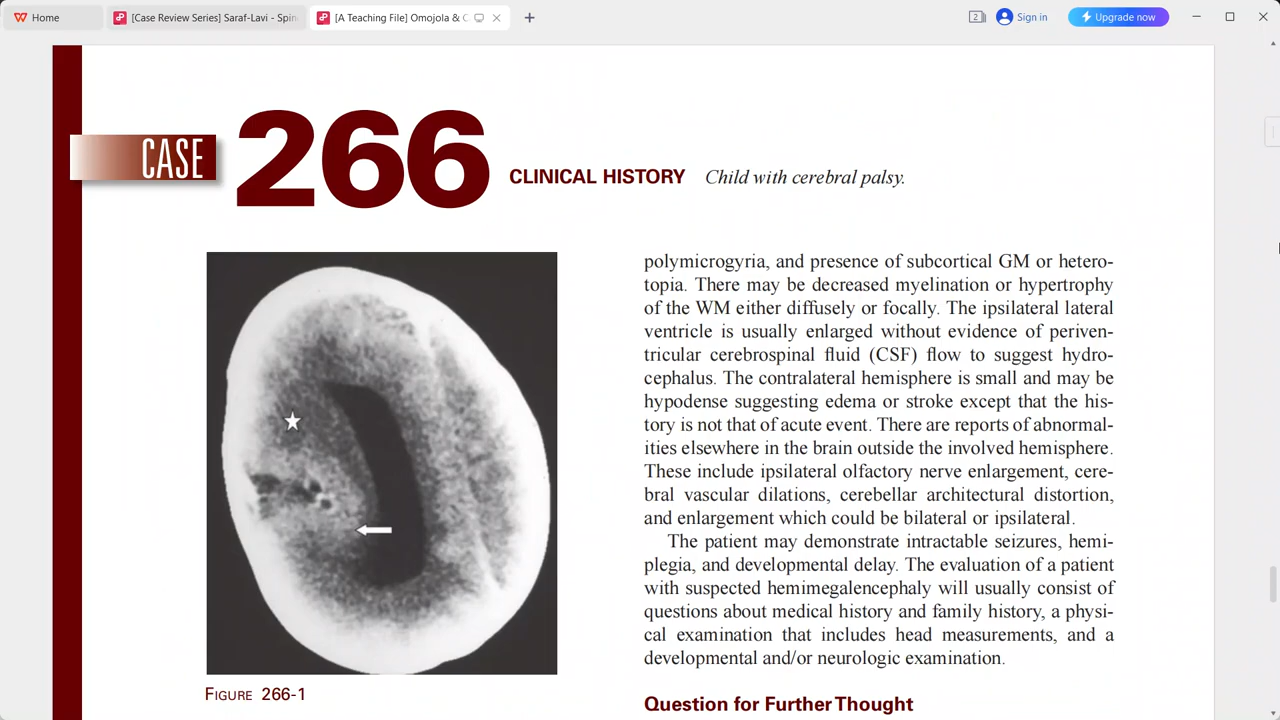 Home
[Case Review Series] Saraf-Lavi - Spin
[A Teaching File] Omojola & C
2
Sign in
Upgrade now
CASE 266 CLINICAL HISTORY Child with cerebral palsy.
FIGURE 266-1
polymicrogyria, and presence of subcortical GM or hetero-
topia. There may be decreased myelination or hypertrophy
of the WM either diffusely or focally. The ipsilateral lateral
ventricle is usually enlarged without evidence of periven-
tricular cerebrospinal fluid (CSF) flow to suggest hydro-
cephalus. The contralateral hemisphere is small and may be
hypodense suggesting edema or stroke except that the his-
tory is not that of acute event. There are reports of abnormal-
ities elsewhere in the brain outside the involved hemisphere.
These include ipsilateral olfactory nerve enlargement, cere-
bral vascular dilations, cerebellar architectural distortion,
and enlargement which could be bilateral or ipsilateral.
The patient may demonstrate intractable seizures, hemi-
plegia, and developmental delay. The evaluation of a patient
with suspected hemimegalencephaly will usually consist of
questions about medical history and family history, a physi-
cal examination that includes head measurements, and a
developmental and/or neurologic examination.
Question for Further Thought